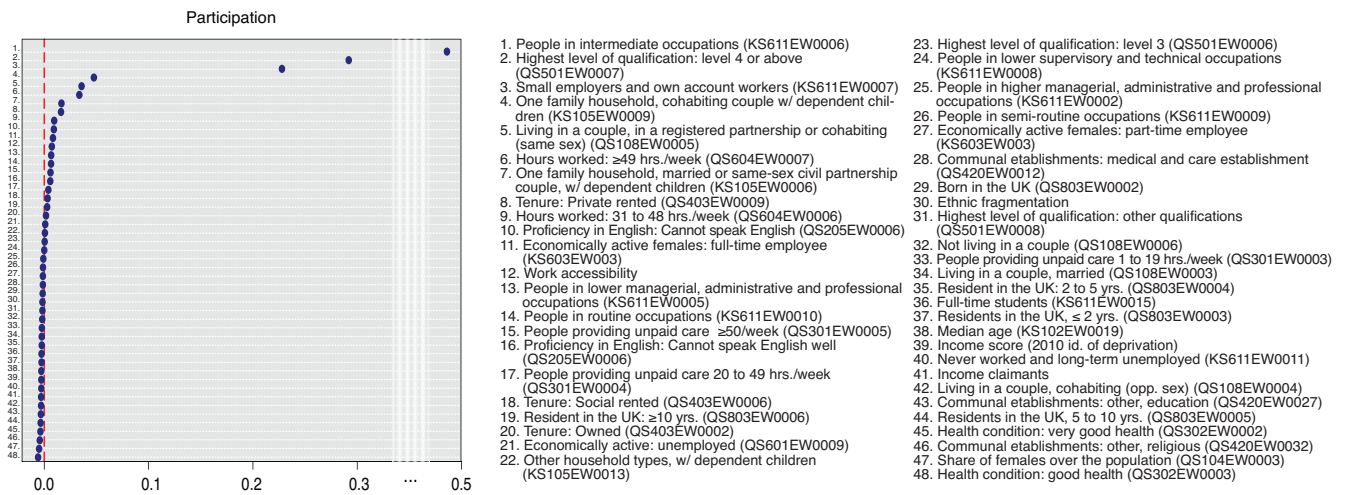 Participation
1.
2.
3.
4.
5.
6.
7.
8.
9.
10.
11.
12.
13.
14.
15.
16.
17.
18.
19.
20.
21.
22.
23.
24.
25.
26.
27.
28.
29.
30.
31.
32.
33.
34.
35.
36.
37.
38.
39.
40.
41.
42.
43.
44.
45.
46.
47.
48.
0.0 0.1 0.2 0.3 ... 0.5
1. People in intermediate occupations (KS611EW0006)
2. Highest level of qualification: level 4 or above
(QS501EW0007)
3. Small employers and own account workers (KS611EW0007)
4. One family household, cohabiting couple w/ dependent chil-
dren (KS105EW0009)
5. Living in a couple, in a registered partnership or cohabiting
(same sex) (QS108EW0005)
6. Hours worked: ≥49 hrs./week (QS604EW0007)
7. One family household, married or same-sex civil partnership
couple, w/ dependent children (KS105EW0006)
8. Tenure: Private rented (QS403EW0009)
9. Hours worked: 31 to 48 hrs./week (QS604EW0006)
10. Proficiency in English: Cannot speak English (QS205EW0006)
11. Economically active females: full-time employee
(KS603EW003)
12. Work accessibility
13. People in lower managerial, administrative and professional
occupations (KS611EW0005)
14. People in routine occupations (KS611EW0010)
15. People providing unpaid care ≥50/week (QS301EW0005)
16. Proficiency in English: Cannot speak English well
(QS205EW0006)
17. People providing unpaid care 20 to 49 hrs./week
(QS301EW0004)
18. Tenure: Social rented (QS403EW0006)
19. Resident in the UK: ≥10 yrs. (QS803EW0006)
20. Tenure: Owned (QS403EW0002)
21. Economically active: unemployed (QS601EW0009)
22. Other household types, w/ dependent children
(KS105EW0013)
23. Highest level of qualification: level 3 (QS501EW0006)
24. People in lower supervisory and technical occupations
(KS611EW0008)
25. People in higher managerial, administrative and professional
occupations (KS611EW0002)
26. People in semi-routine occupations (KS611EW0009)
27. Economically active females: part-time employee
(KS603EW003)
28. Communal etablishments: medical and care establishment
(QS420EW0012)
29. Born in the UK (QS803EW0002)
30. Ethnic fragmentation
31. Highest level of qualification: other qualifications
(QS501EW0008)
32. Not living in a couple (QS108EW0006)
33. People providing unpaid care 1 to 19 hrs./week (QS301EW0003)
34. Living in a couple, married (QS108EW0003)
35. Resident in the UK: 2 to 5 yrs. (QS803EW0004)
36. Full-time students (KS611EW0015)
37. Residents in the UK, ≤ 2 yrs. (QS803EW0003)
38. Median age (KS102EW0019)
39. Income score (2010 id. of deprivation)
40. Never worked and long-term unemployed (KS611EW0011)
41. Income claimants
42. Living in a couple, cohabiting (opp. sex) (QS108EW0004)
43. Communal etablishments: other, education (QS420EW0027)
44. Residents in the UK, 5 to 10 yrs. (QS803EW0005)
45. Health condition: very good health (QS302EW0002)
46. Communal etablishments: other, religious (QS420EW0032)
47. Share of females over the population (QS104EW0003)
48. Health condition: good health (QS302EW0003)